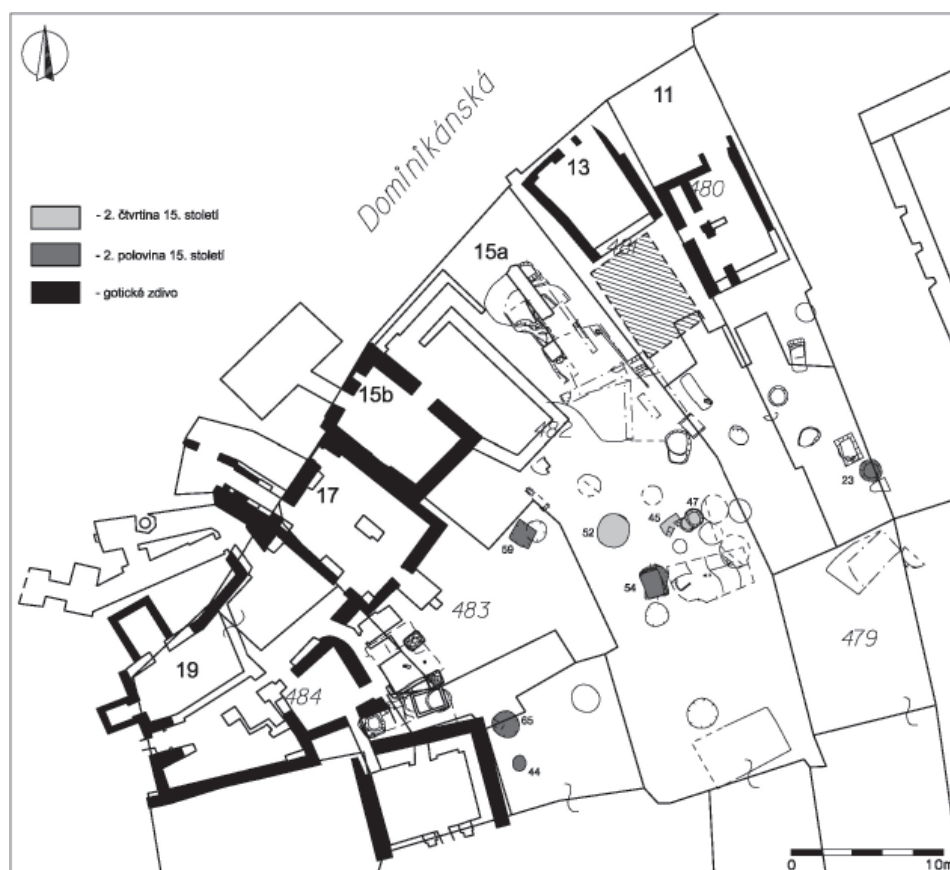 Dominikánská
11
13
480
- 2. čtvrtina 15. století
- 2. polovina 15. století
- gotické zdivo
15a
15b
482
17
23
47
45
52
59
54
483
479
19
484
65
44
0 10m